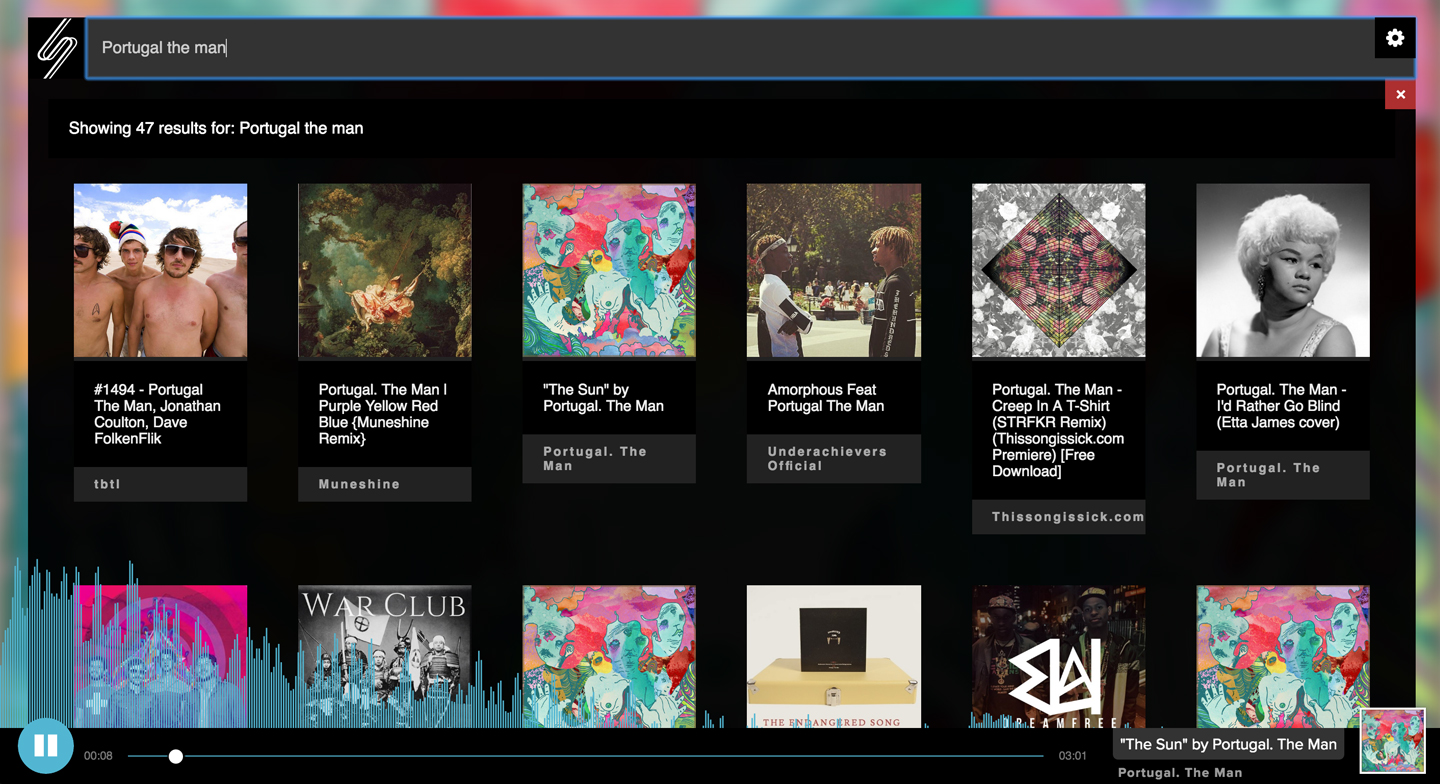 Portugal the man
Showing 47 results for: Portugal the man
#1494 - Portugal
The Man, Jonathan
Coulton, Dave
FolkenFlik
tbtl
Portugal. The Man |
Purple Yellow Red
Blue {Muneshine
Remix}
Muneshine
"The Sun" by
Portugal. The Man
Portugal. The
Man
Amorphous Feat
Portugal The Man
Underachievers
Official
Portugal. The Man -
Creep In A T-Shirt
(STRFKR Remix)
(Thissongissick.com
Premiere) [Free
Download]
Thissongissick.com
Portugal. The Man -
I'd Rather Go Blind
(Etta James cover)
Portugal. The
Man
WAR CLUB
THE ENDANGERED SONG
DREAMFREE
00:08
03:01
"The Sun" by Portugal. The Man
Portugal. The Man